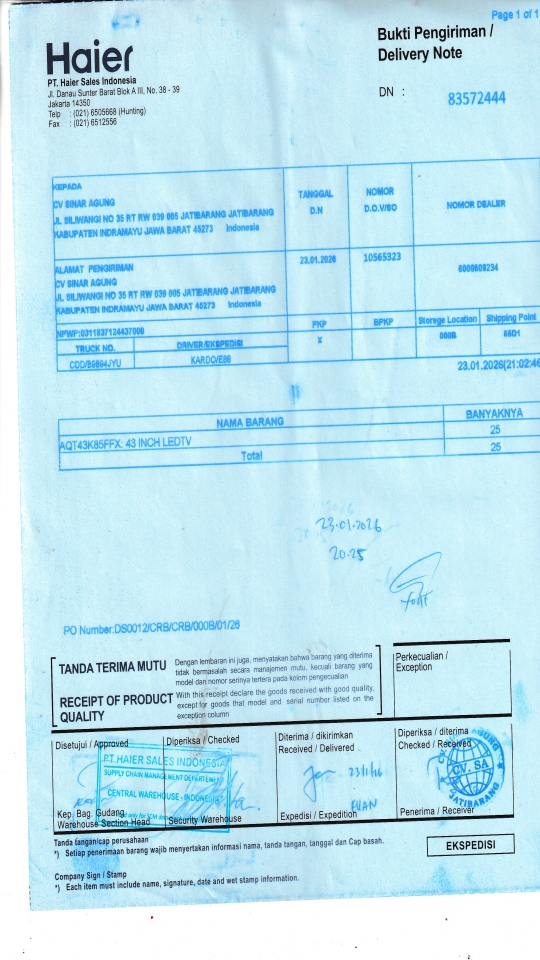 Page 1 of 1
Haier
PT. Haier Sales Indonesia
Jl. Danau Sunter Barat Blok A III, No. 38 - 39
Jakarta 14350
Telp : (021) 6505668 (Hunting)
Fax : (021) 6512556
Bukti Pengiriman /
Delivery Note
DN : 83572444
KEPADA
CV SINAR AGUNG
JL SILIWANGI NO 35 RT RW 039 005 JATIBARANG JATIBARANG
KABUPATEN INDRAMAYU JAWA BARAT 45273 Indonesia
TANGGAL D.N
NOMOR D.O.V/SO
NOMOR DEALER
ALAMAT PENGIRIMAN
CV SINAR AGUNG
JL SILIWANGI NO 35 RT RW 039 005 JATIBARANG JATIBARANG
KABUPATEN INDRAMAYU JAWA BARAT 45273 Indonesia
23.01.2026
10565323
NPWP:0311837124437000
PKP
BPKP
Storage Location
Shipping Point
TRUCK NO.
DRIVER/EKSPEDISI
X
000B
KARDO/E86
23.01.2026(21:02:46
NAMA BARANG
BANYAKNYA
AQT43K85FFX: 43 INCH LEDTV
25
Total
25
23-01-2026
20.25
PO Number:DS0012/CRB/CRB/000B/01/26
TANDA TERIMA MUTU
Dengan lembaran ini juga, menyatakan bahwa barang yang diterima
tidak bermasalah secara manajemen mutu, kecuali barang yang
model dan nomor serinya tertera pada kolom pengecualian
RECEIPT OF PRODUCT QUALITY
With this receipt declare the goods received with good quality,
except for goods that model and serial number listed on the
exception column
Perkecualian /
Exception
Disetujui / Approved
Diperiksa / Checked
Diterima / dikirimkan
Received / Delivered
Diperiksa / diterima
Checked / Received
PT. HAIER SALES INDONESIA
SUPPLY CHAIN MANAGEMENT DEPARTEMENT
CENTRAL WAREHOUSE - INDONESIA
23/1/26
CV. SA
JATIBARANG
Kep. Bag. Gudang
Warehouse Section Head
Security Warehouse
Expedisi / Expedition
Penerima / Receiver
Tanda tangan/cap perusahaan
*) Setiap penerimaan barang wajib menyertakan informasi nama, tanda tangan, tanggal dan Cap basah.
EKSPEDISI
Company Sign / Stamp
*) Each item must include name, signature, date and wet stamp information.